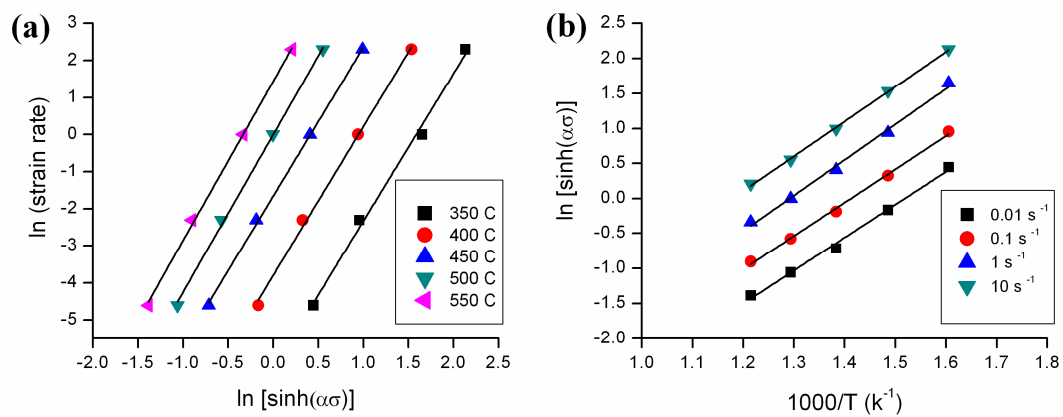 (a)
3
2
1
0
-1
-2
-3
-4
-5
ln (strain rate)
-2.0 -1.5 -1.0 -0.5 0.0 0.5 1.0 1.5 2.0 2.5
ln [sinh(ασ)]
350 C
400 C
450 C
500 C
550 C
(b)
2.5
2.0
1.5
1.0
0.5
0.0
-0.5
-1.0
-1.5
-2.0
ln [sinh(ασ)]
1.0 1.1 1.2 1.3 1.4 1.5 1.6 1.7 1.8
1000/T (k⁻¹)
0.01 s⁻¹
0.1 s⁻¹
1 s⁻¹
10 s⁻¹